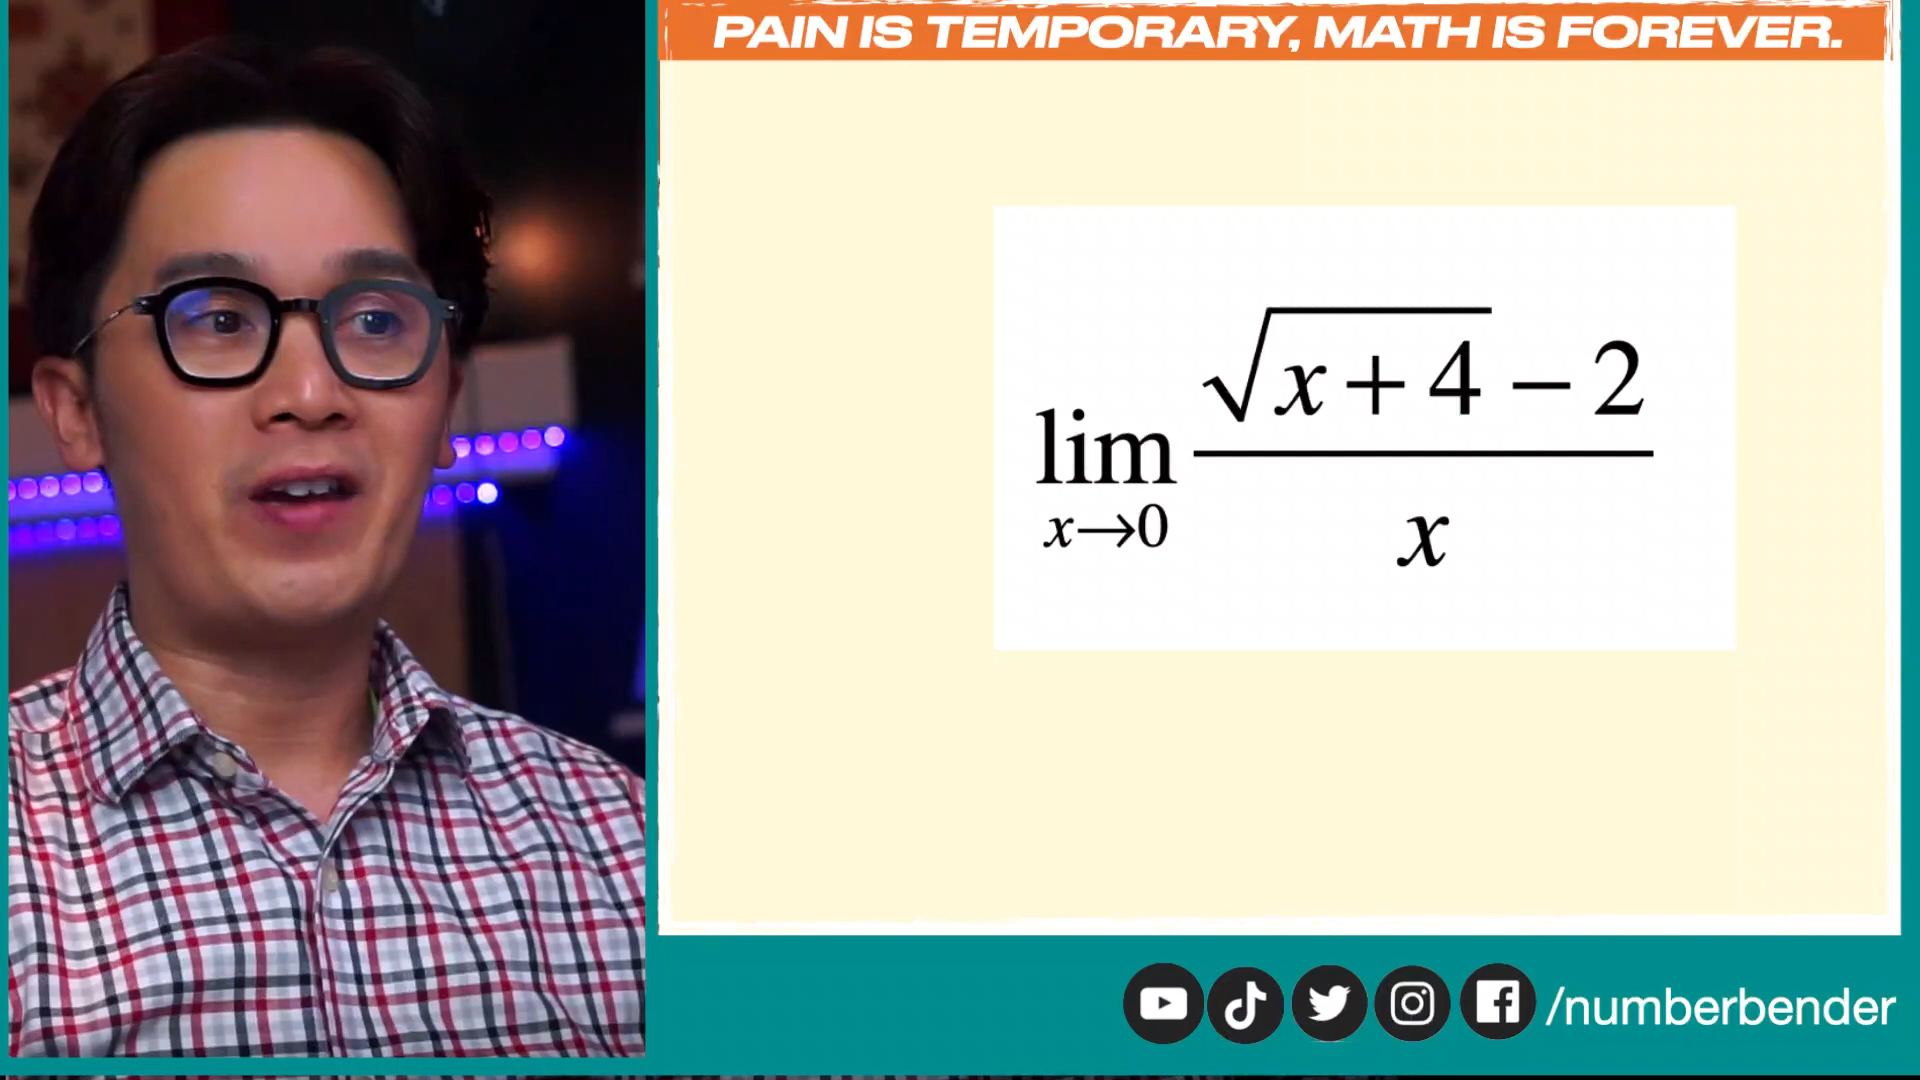 PAIN IS TEMPORARY, MATH IS FOREVER.
lim x→0 (√(x + 4) − 2)/x
/numberbender